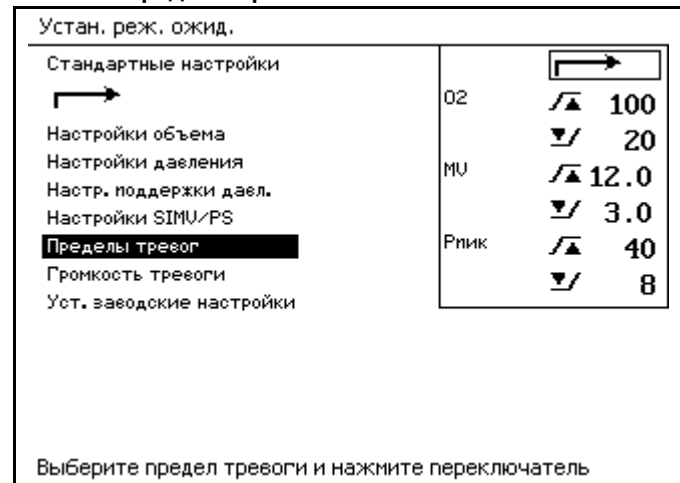 Устан. реж. ожид.
Стандартные настройки
Настройки объема
Настройки давления
Настр. поддержки давл.
Настройки SIMV/PS
Пределы тревог
Громкость тревоги
Уст. заводские настройки
O2 100
20
MV 12.0
3.0
Pпик 40
8
Выберите предел тревоги и нажмите переключатель